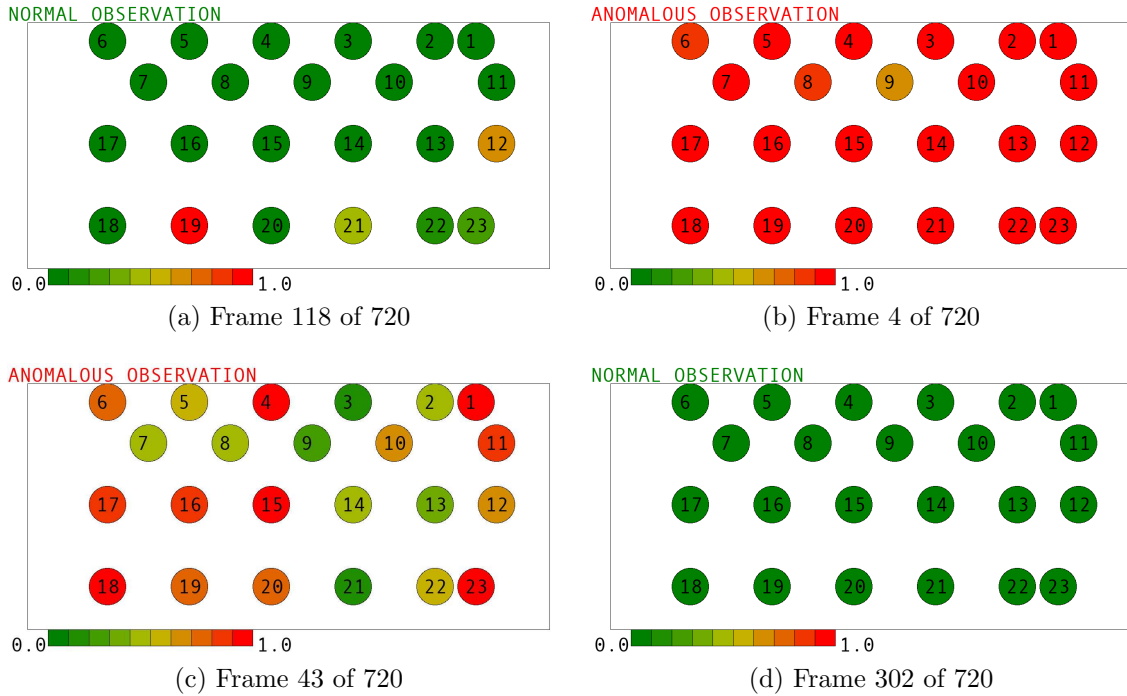 NORMAL OBSERVATION
6 5 4 3 2 1
7 8 9 10 11
17 16 15 14 13 12
18 19 20 21 22 23
0.0 1.0
(a) Frame 118 of 720
ANOMALOUS OBSERVATION
6 5 4 3 2 1
7 8 9 10 11
17 16 15 14 13 12
18 19 20 21 22 23
0.0 1.0
(b) Frame 4 of 720
ANOMALOUS OBSERVATION
6 5 4 3 2 1
7 8 9 10 11
17 16 15 14 13 12
18 19 20 21 22 23
0.0 1.0
(c) Frame 43 of 720
NORMAL OBSERVATION
6 5 4 3 2 1
7 8 9 10 11
17 16 15 14 13 12
18 19 20 21 22 23
0.0 1.0
(d) Frame 302 of 720